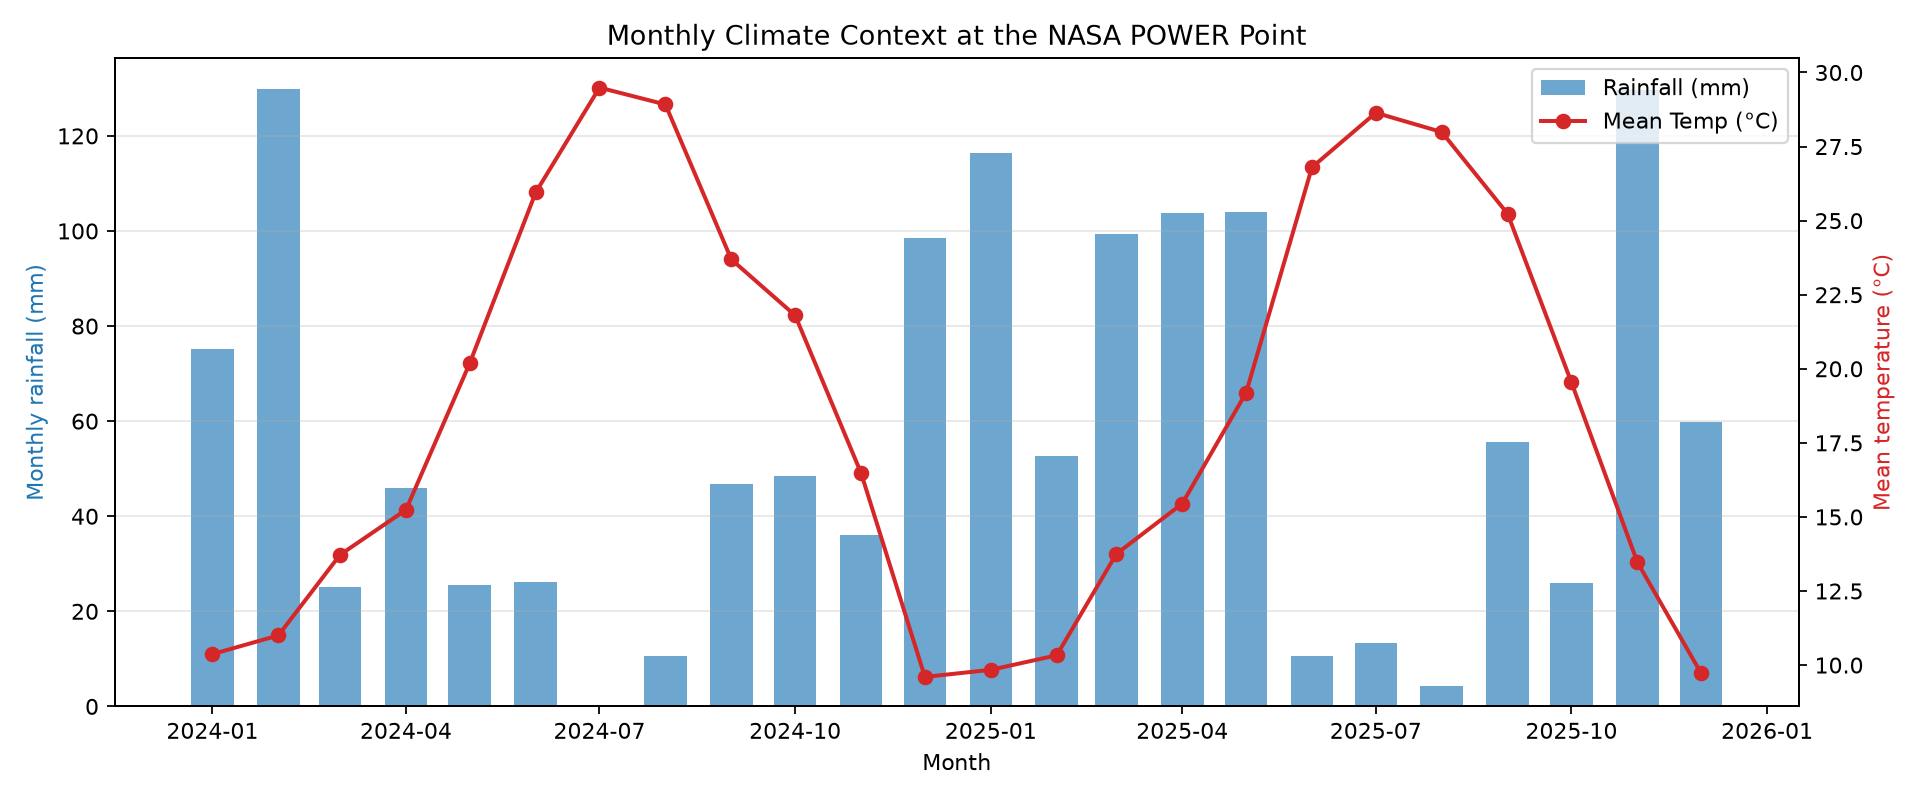 Monthly Climate Context at the NASA POWER Point
Rainfall (mm)
Mean Temp (°C)
Monthly rainfall (mm)
120
100
80
60
40
20
0
30.0
27.5
25.0
22.5
20.0
17.5
15.0
12.5
10.0
Mean temperature (°C)
2024-01 2024-04 2024-07 2024-10 2025-01 2025-04 2025-07 2025-10 2026-01
Month